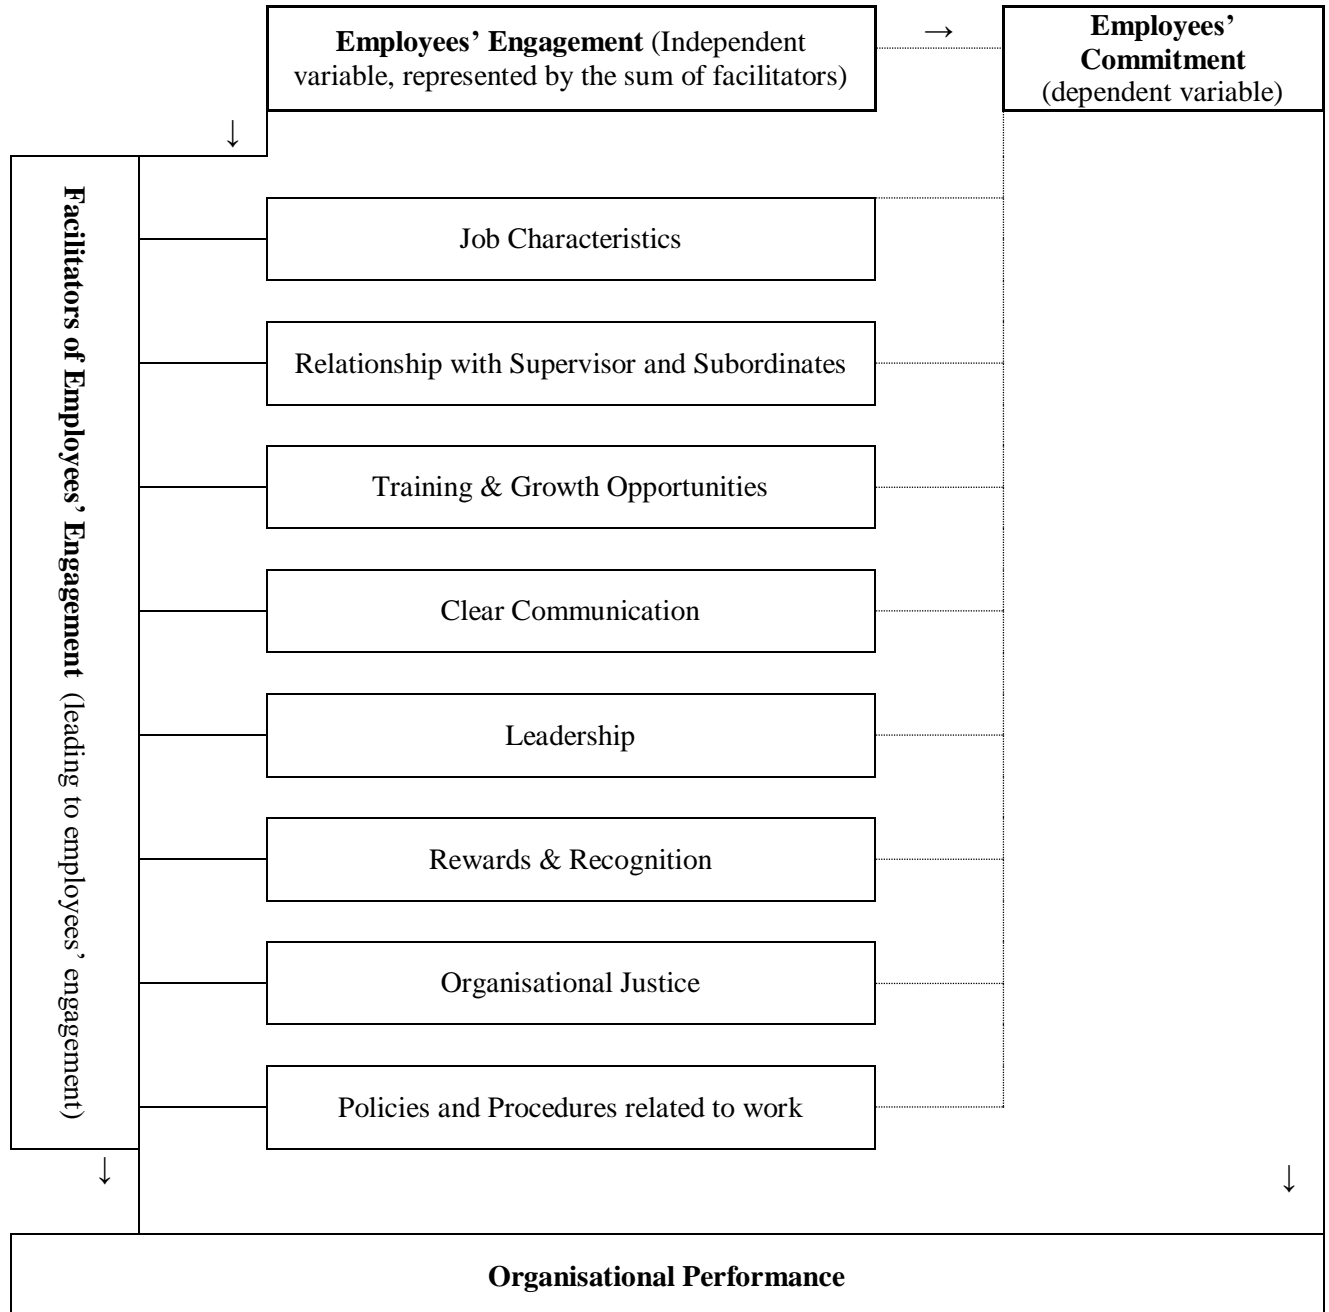 Employees’ Engagement (Independent
variable, represented by the sum of facilitators)
→
Employees’
Commitment
(dependent variable)
↓
Facilitators of Employees’ Engagement (leading to employees’ engagement)
Job Characteristics
Relationship with Supervisor and Subordinates
Training & Growth Opportunities
Clear Communication
Leadership
Rewards & Recognition
Organisational Justice
Policies and Procedures related to work
↓
↓
Organisational Performance